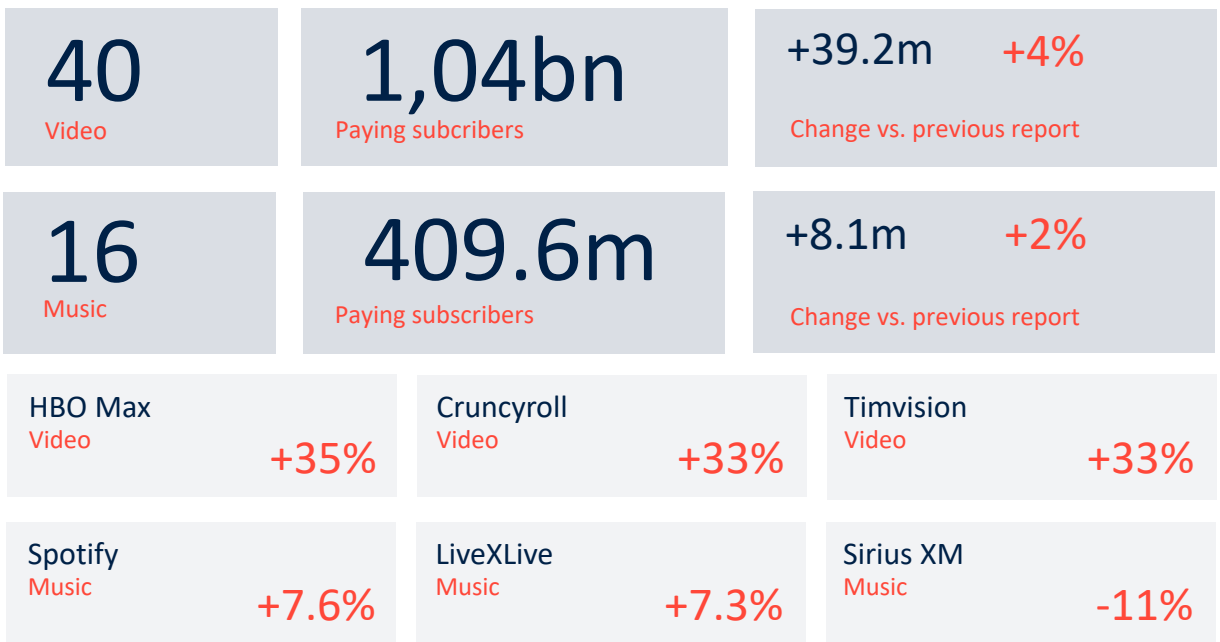 40
Video
1,04bn
Paying subcribers
+39.2m +4%
Change vs. previous report
16
Music
409.6m
Paying subscribers
+8.1m +2%
Change vs. previous report
HBO Max
Video
+35%
Cruncyroll
Video
+33%
Timvision
Video
+33%
Spotify
Music
+7.6%
LiveXLive
Music
+7.3%
Sirius XM
Music
-11%